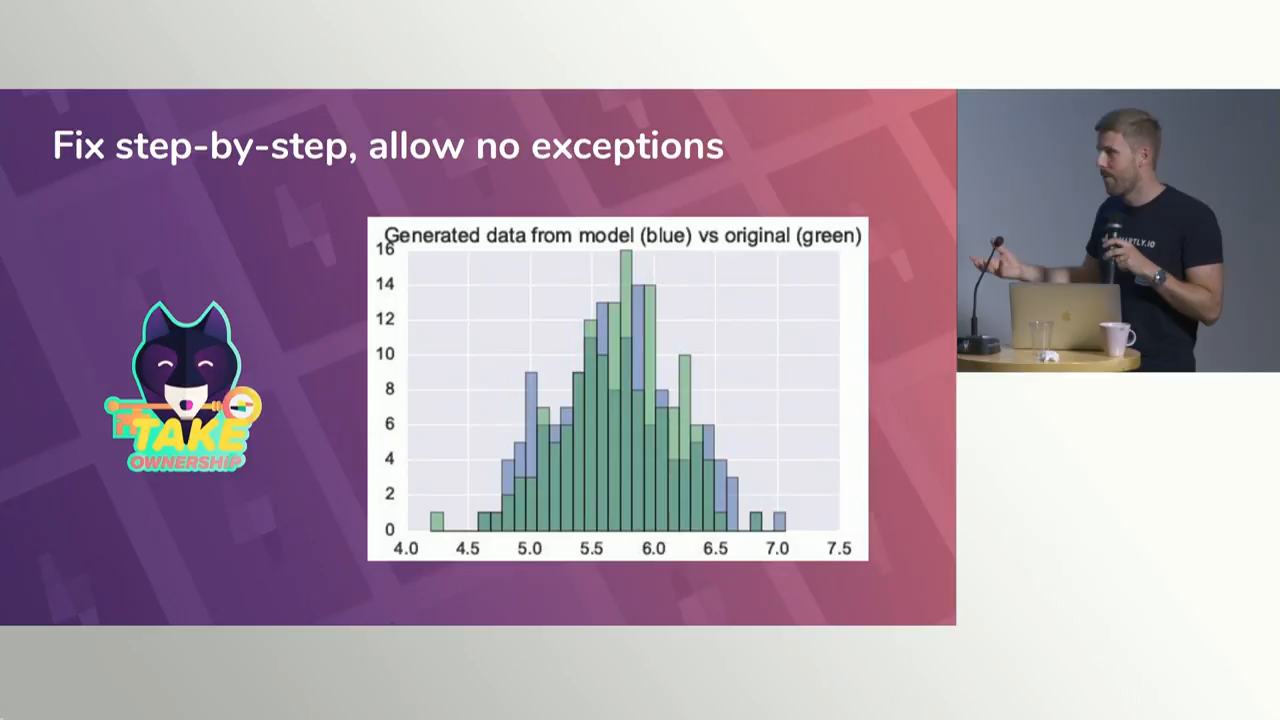 Fix step-by-step, allow no exceptions
Generated data from model (blue) vs original (green)
16
14
12
10
8
6
4
2
0
4.0 4.5 5.0 5.5 6.0 6.5 7.0 7.5
TAKE
OWNERSHiP